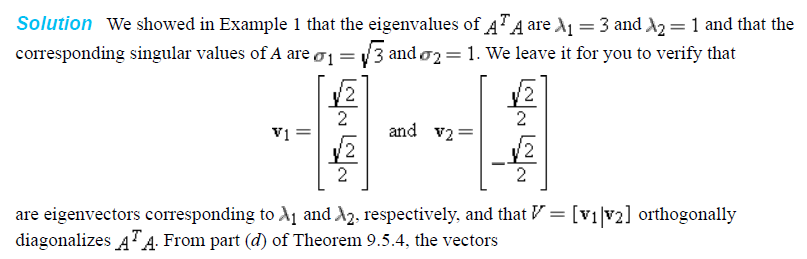 Solution We showed in Example 1 that the eigenvalues of AᵀA are λ₁ = 3 and λ₂ = 1 and that the
corresponding singular values of A are σ₁ = √3 and σ₂ = 1. We leave it for you to verify that
v₁ = [√2/2, √2/2] and v₂ = [√2/2, −√2/2]
are eigenvectors corresponding to λ₁ and λ₂, respectively, and that V = [v₁|v₂] orthogonally
diagonalizes AᵀA. From part (d) of Theorem 9.5.4, the vectors